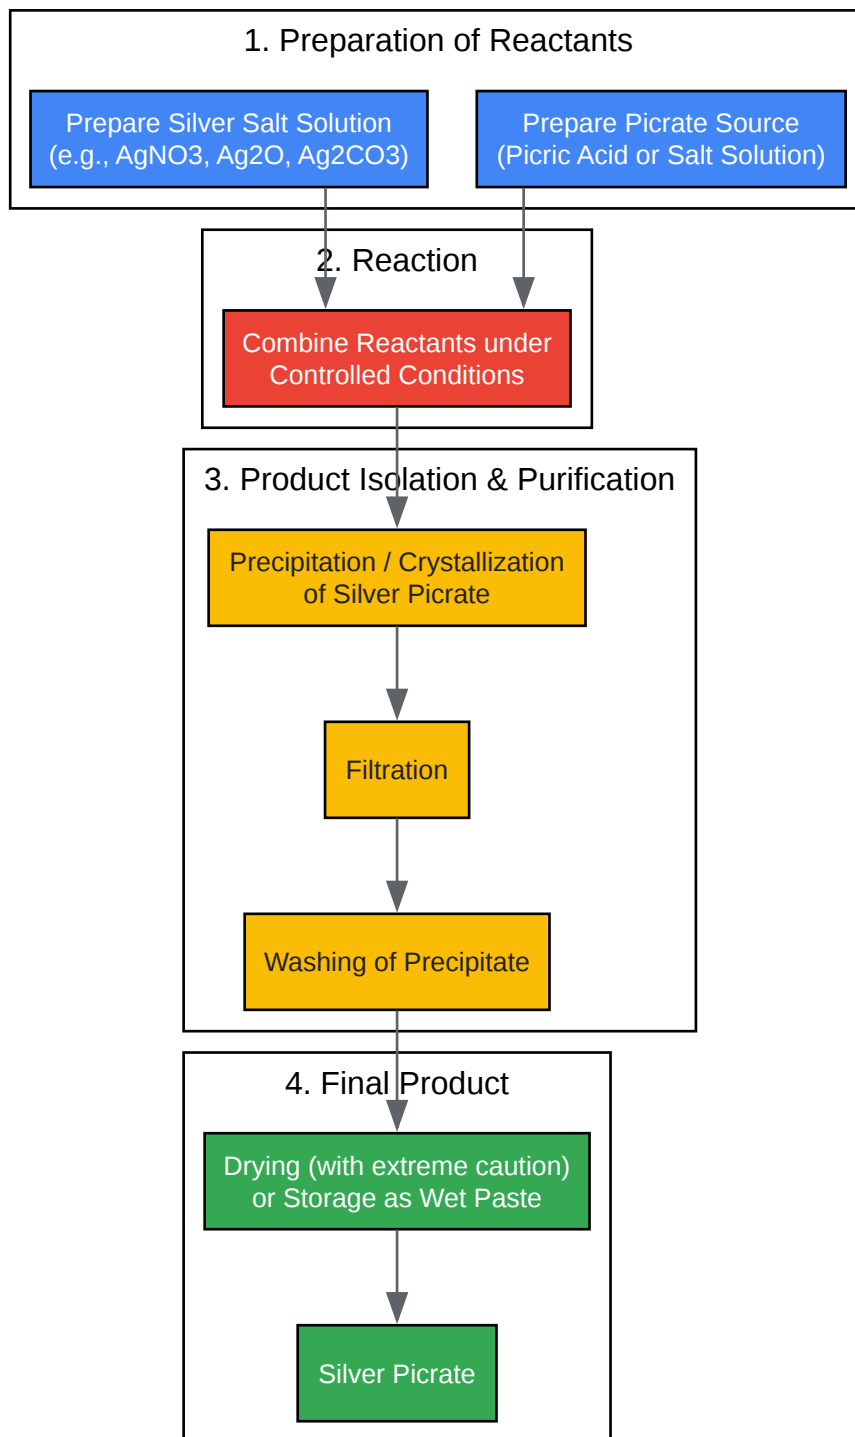 1. Preparation of Reactants
Prepare Silver Salt Solution
(e.g., AgNO3, Ag2O, Ag2CO3)
Prepare Picrate Source
(Picric Acid or Salt Solution)
2. Reaction
Combine Reactants under
Controlled Conditions
3. Product Isolation & Purification
Precipitation / Crystallization
of Silver Picrate
Filtration
Washing of Precipitate
4. Final Product
Drying (with extreme caution)
or Storage as Wet Paste
Silver Picrate